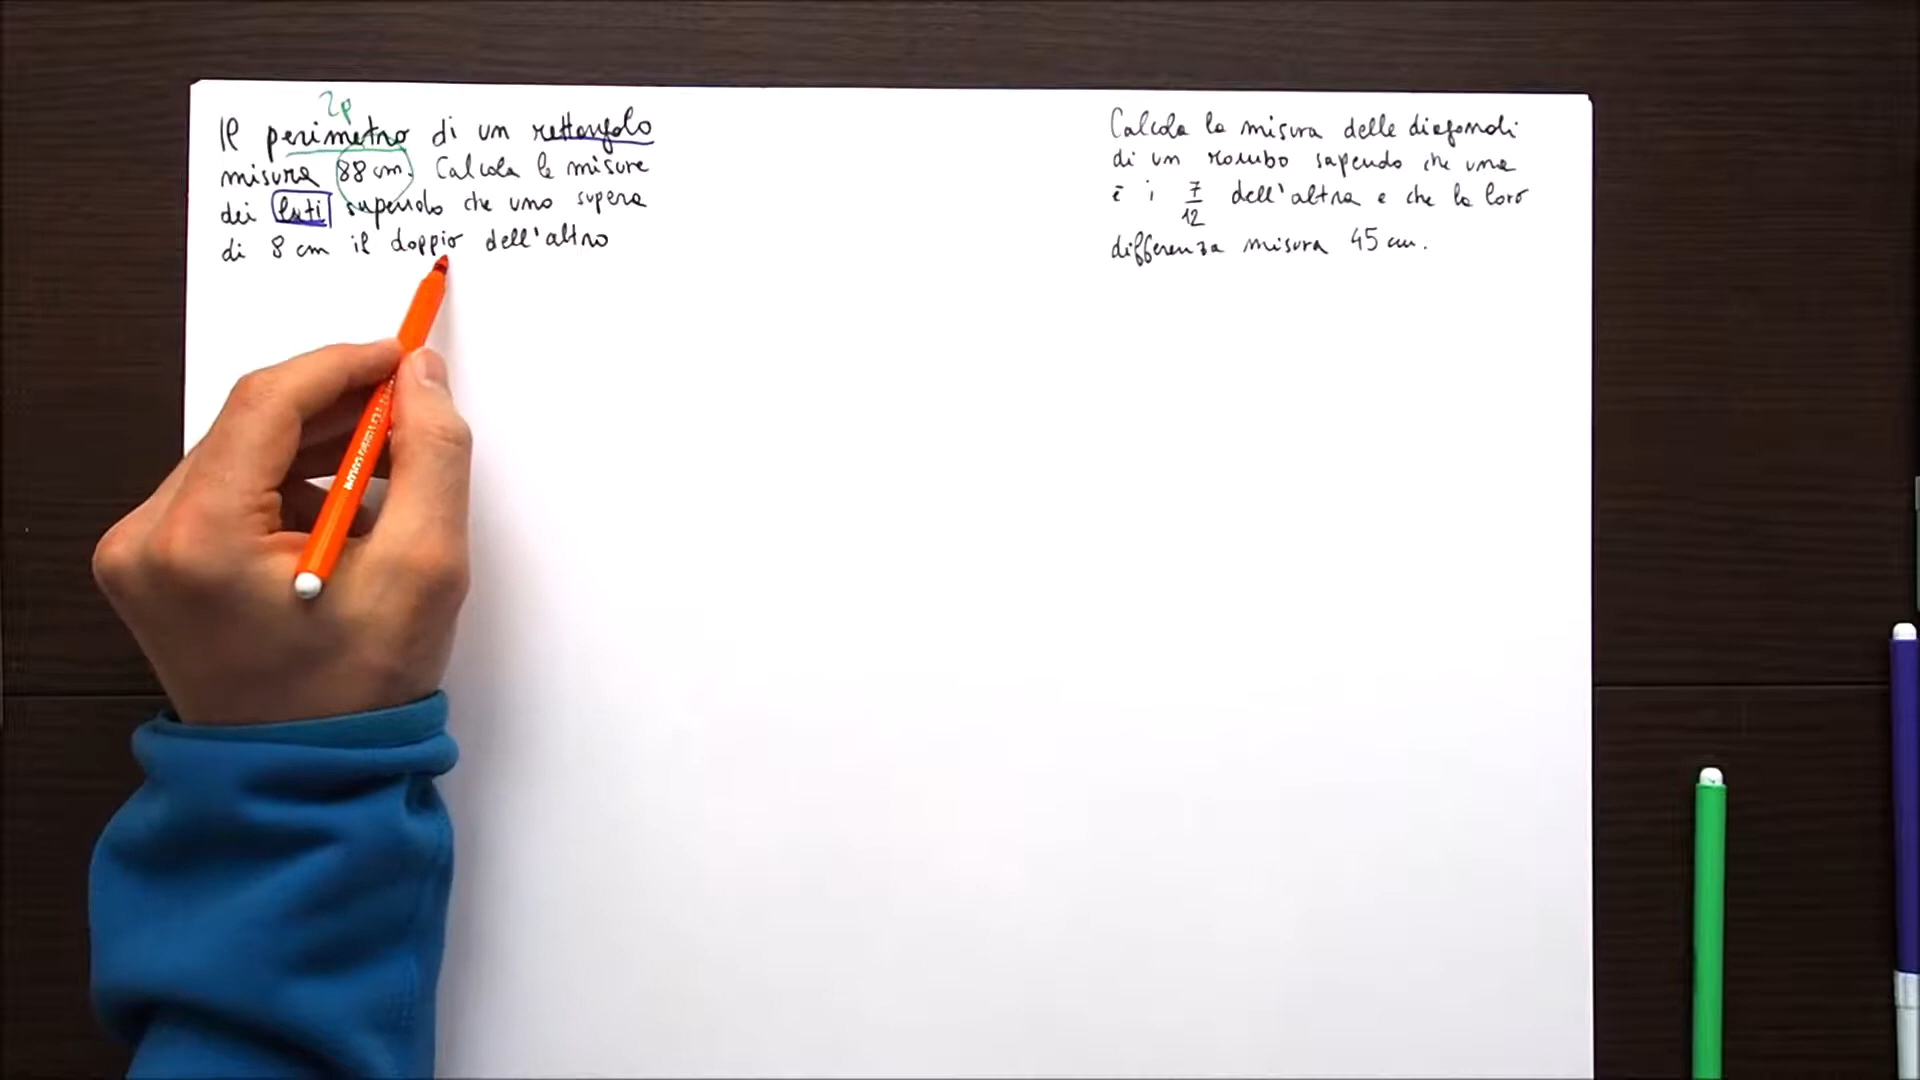 2p
Il perimetro di un rettangolo
misura 88 cm. Calcola le misure
dei lati sapendo che uno supera
di 8 cm il doppio dell'altro
Calcola la misura delle diagonali
di un rombo sapendo che una
è i 7/12 dell'altra e che la loro
differenza misura 45 cm.